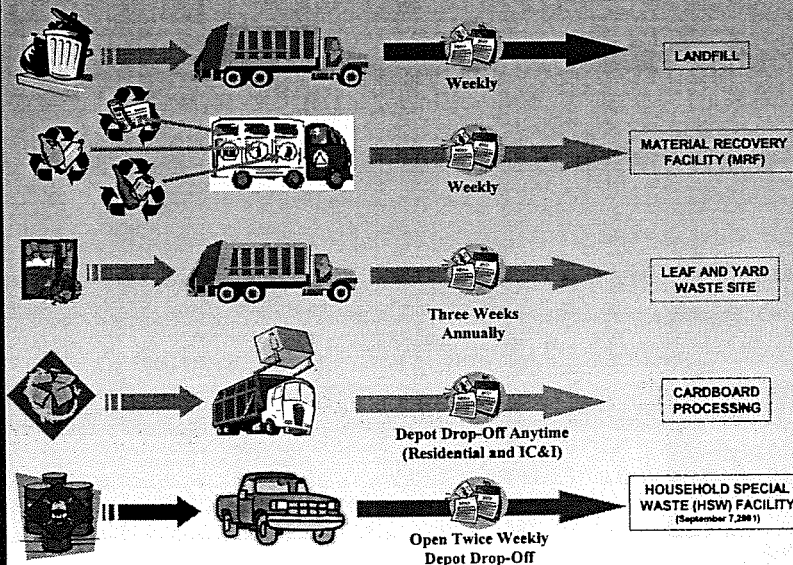 Weekly
LANDFILL
Weekly
MATERIAL RECOVERY
FACILITY (MRF)
Three Weeks
Annually
LEAF AND YARD
WASTE SITE
Depot Drop-Off Anytime
(Residential and IC&I)
CARDBOARD
PROCESSING
Open Twice Weekly
Depot Drop-Off
HOUSEHOLD SPECIAL
WASTE (HSW) FACILITY
(September 7,2001)